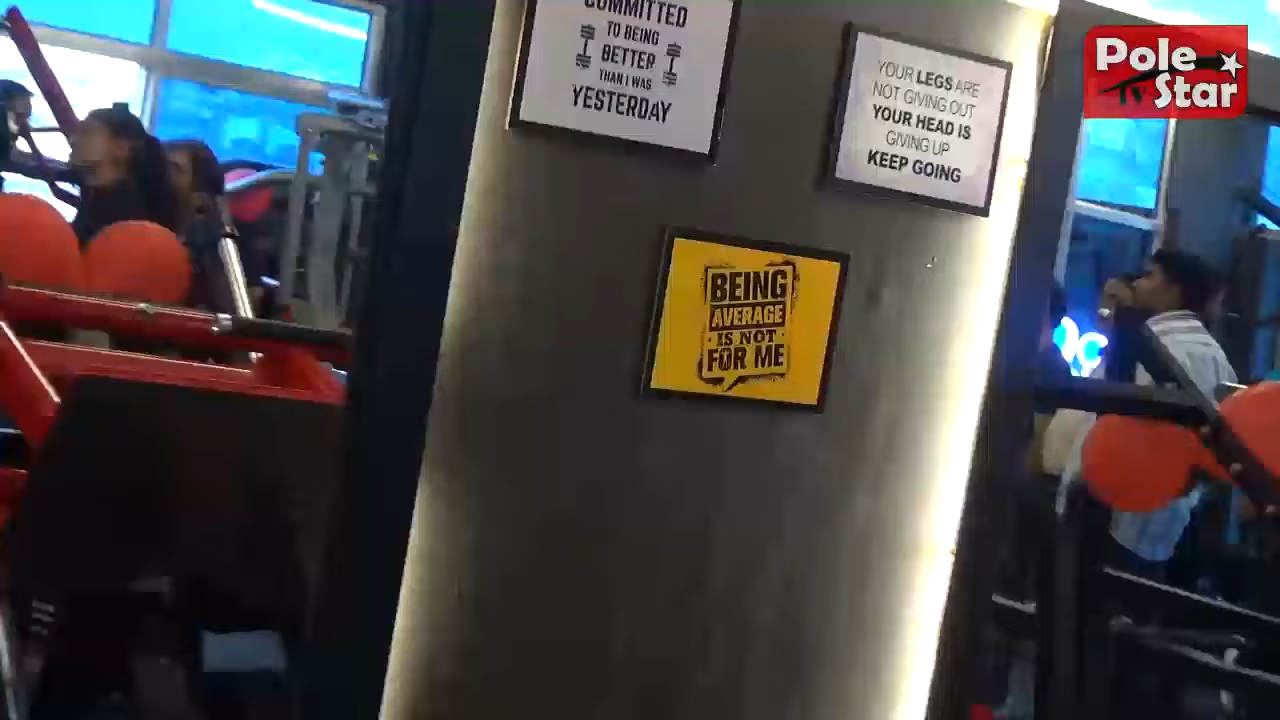 COMMITTED
TO BEING
BETTER
THAN I WAS
YESTERDAY
YOUR LEGS ARE
NOT GIVING OUT
YOUR HEAD IS
GIVING UP
KEEP GOING
BEING
AVERAGE
· IS NOT ·
FOR ME
Pole
TV Star